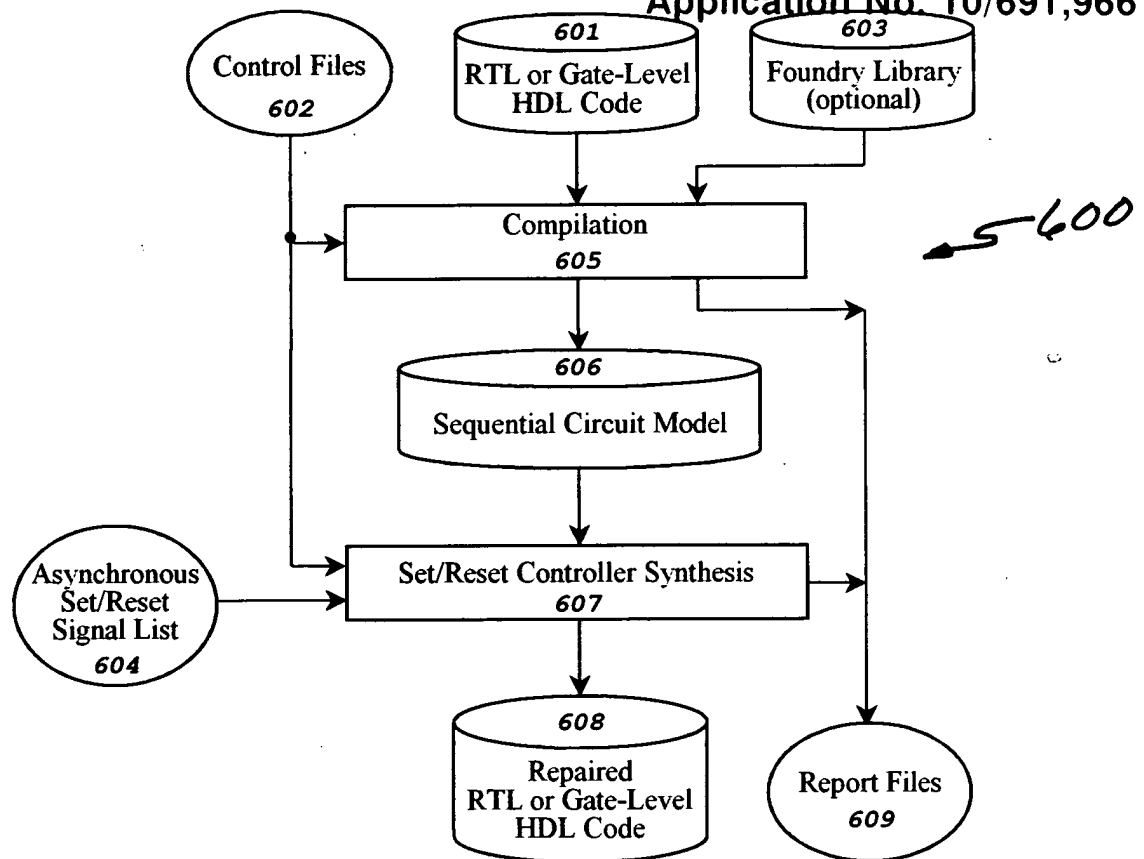 Application No. 10/691,966
Control Files
602
601
RTL or Gate-Level
HDL Code
603
Foundry Library
(optional)
Compilation
605
600
606
Sequential Circuit Model
Asynchronous
Set/Reset
Signal List
604
Set/Reset Controller Synthesis
607
608
Repaired
RTL or Gate-Level
HDL Code
Report Files
609